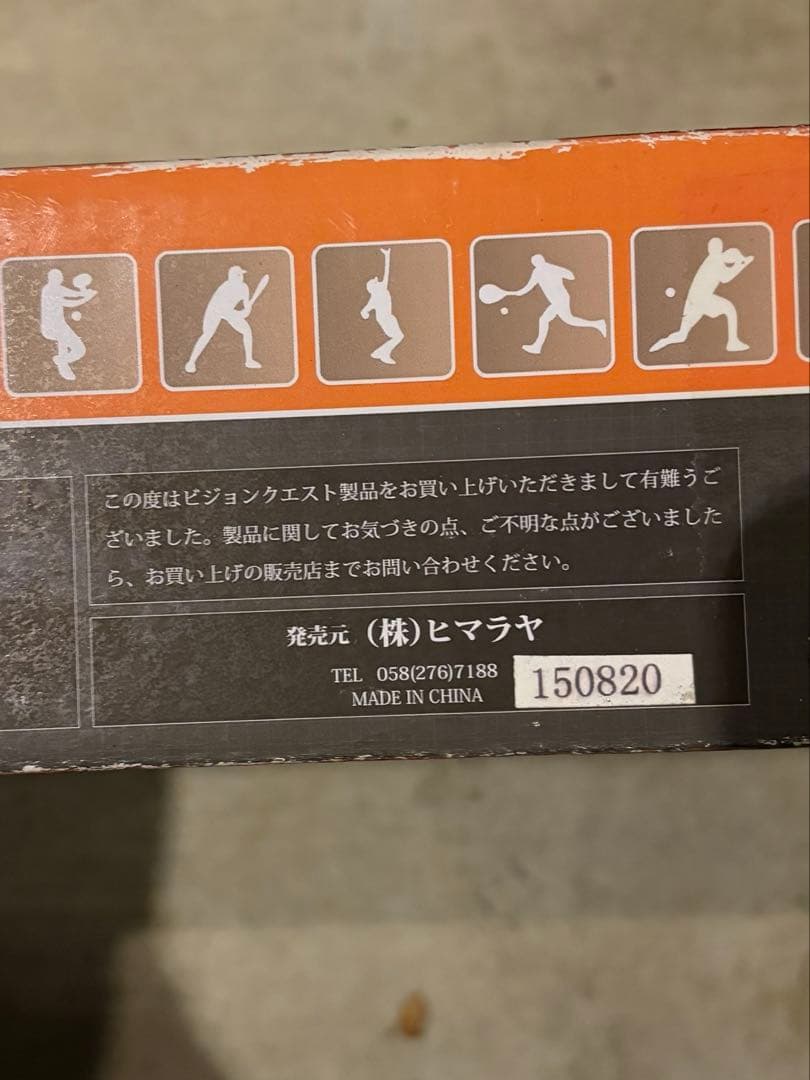 この度はビジョンクエスト製品をお買い上げいただきまして有難うご
ざいました。製品に関してお気づきの点、ご不明な点がございました
ら、お買い上げの販売店までお問い合わせください。
発売元 (株)ヒマラヤ
TEL 058(276)7188
MADE IN CHINA
150820